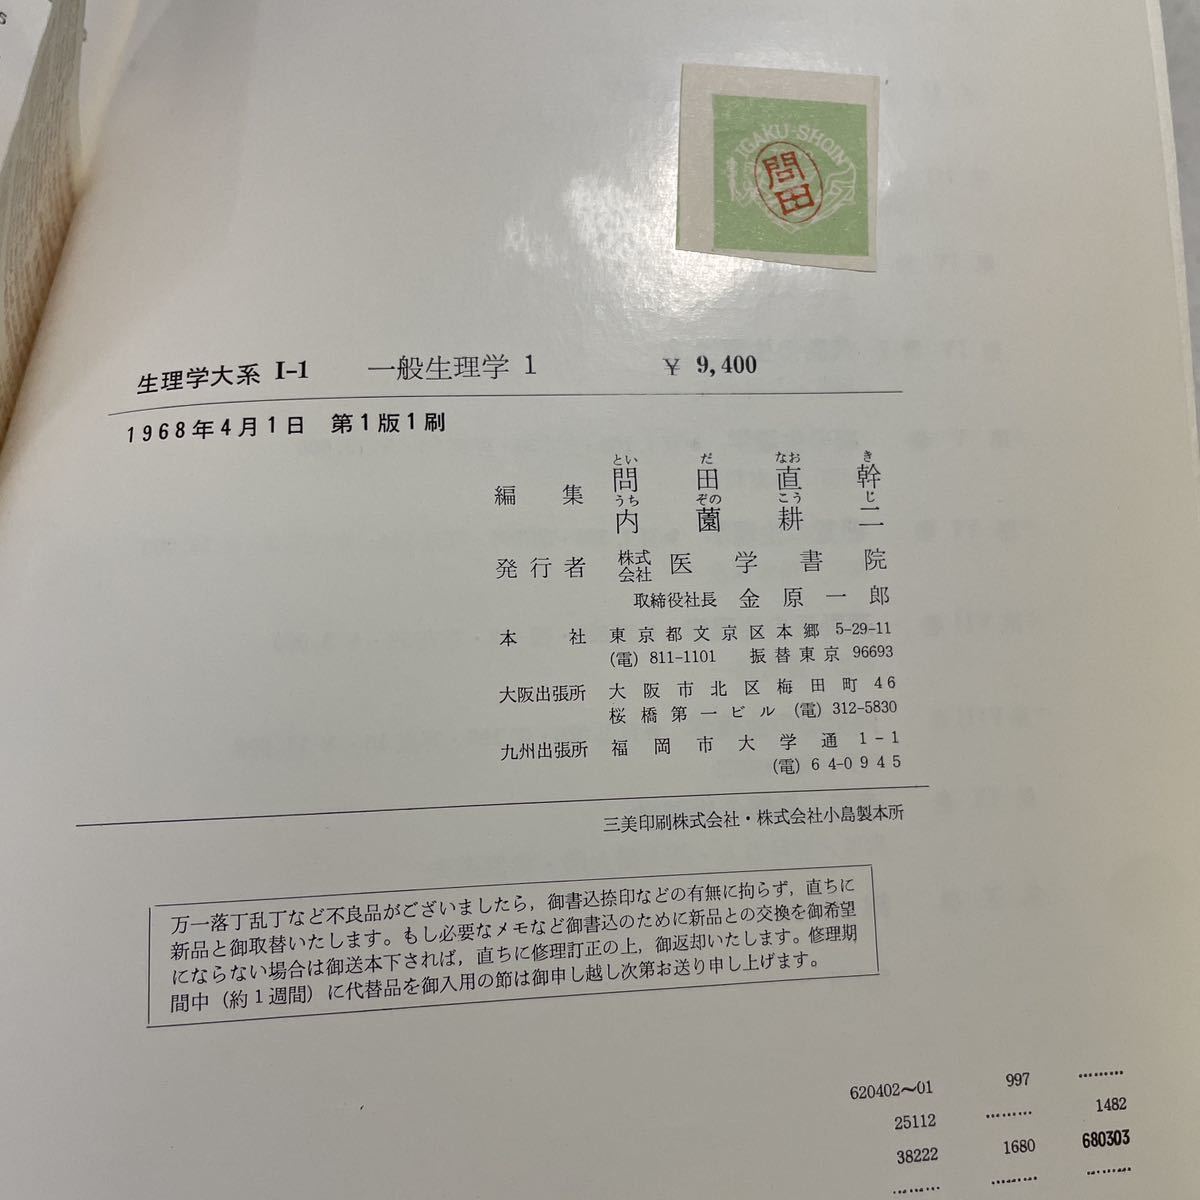 IGAKU-SHOIN
問田
生理学大系 I-1 一般生理学 1 ¥ 9,400
1968年4月1日 第1版1刷
とい だ なお き
編集 問田直幹
うち ぞの こう じ
内薗耕二
発行者 株式会社 医学書院
取締役社長 金原一郎
本社 東京都文京区本郷 5-29-11
(電) 811-1101 振替東京 96693
大阪出張所 大阪市北区梅田町 46
桜橋第一ビル (電) 312-5830
九州出張所 福岡市大学通 1-1
(電) 64-0945
三美印刷株式会社・株式会社小島製本所
万一落丁乱丁など不良品がございましたら，御書込捺印などの有無に拘らず，直ちに
新品と御取替いたします。もし必要なメモなど御書込のために新品との交換を御希望
にならない場合は御送本下されば，直ちに修理訂正の上，御返却いたします。修理期
間中（約1週間）に代替品を御入用の節は御申し越し次第お送り申し上げます。
620402〜01 997 ………
25112 ……… 1482
38222 1680 680303
……… ……… ………